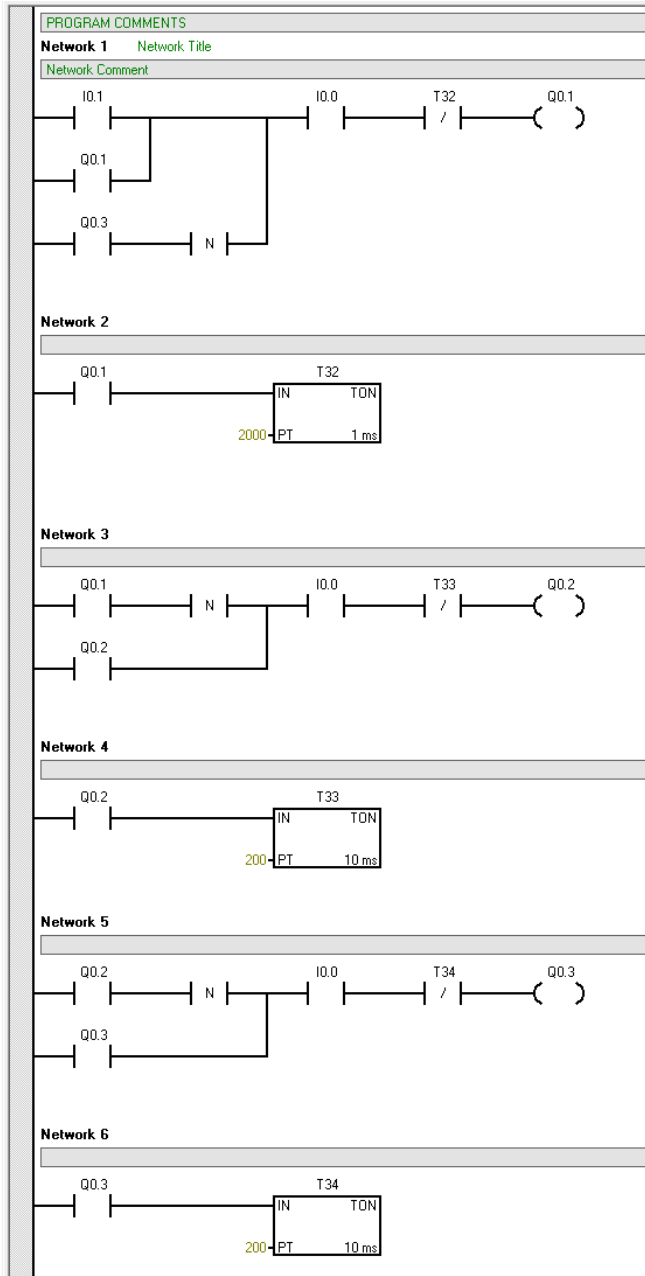 PROGRAM COMMENTS
Network 1 Network Title
Network Comment
I0.1 I0.0 T32 Q0.1
/
Q0.1
Q0.3
N
Network 2
Q0.1 T32
IN TON
2000 PT 1 ms
Network 3
Q0.1 I0.0 T33 Q0.2
N /
Q0.2
Network 4
Q0.2 T33
IN TON
200 PT 10 ms
Network 5
Q0.2 I0.0 T34 Q0.3
N /
Q0.3
Network 6
Q0.3 T34
IN TON
200 PT 10 ms